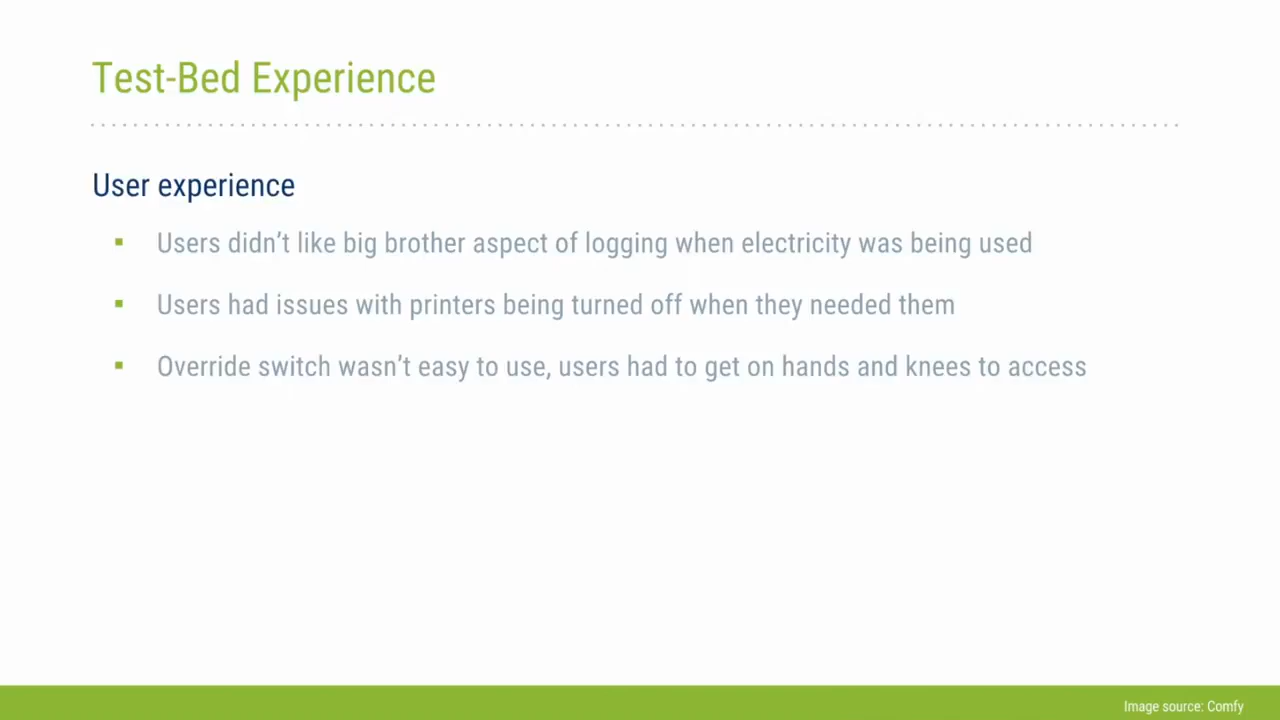 Test-Bed Experience
User experience
Users didn’t like big brother aspect of logging when electricity was being used
Users had issues with printers being turned off when they needed them
Override switch wasn’t easy to use, users had to get on hands and knees to access
Image source: Comfy